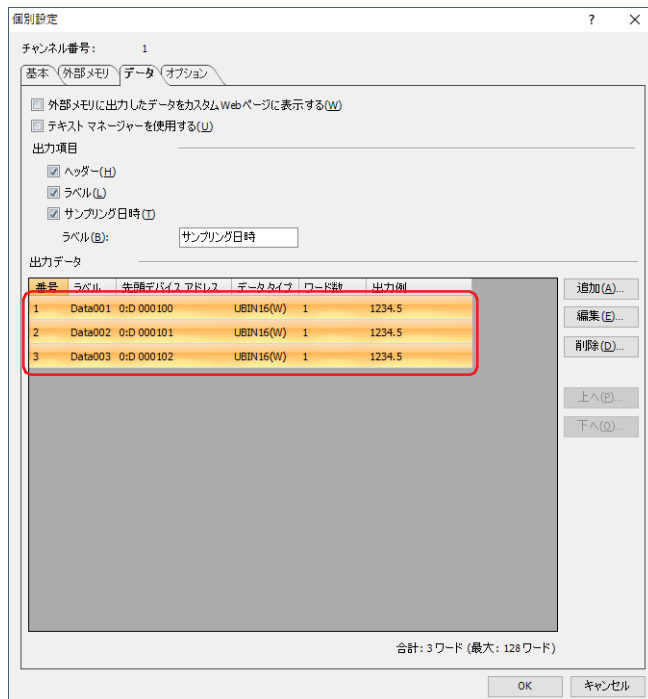 個別設定 ? ×
チャンネル番号: 1
基本 外部メモリ データ オプション
外部メモリに出力したデータをカスタムWebページに表示する(W)
テキスト マネージャーを使用する(U)
出力項目
ヘッダー(H)
ラベル(L)
サンプリング日時(T)
ラベル(B): サンプリング日時
出力データ
番号 ラベル 先頭デバイス アドレス データ タイプ ワード数 出力例 追加(A)...
1 Data001 0:D 000100 UBIN16(W) 1 1234.5
編集(E)...
2 Data002 0:D 000101 UBIN16(W) 1 1234.5
削除(D)...
3 Data003 0:D 000102 UBIN16(W) 1 1234.5
上へ(P)...
下へ(O)...
合計: 3ワード (最大: 128ワード)
OK キャンセル